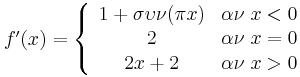 f'(x) = { 1 + συν(πx) αν x < 0
2 αν x = 0
2x + 2 αν x > 0